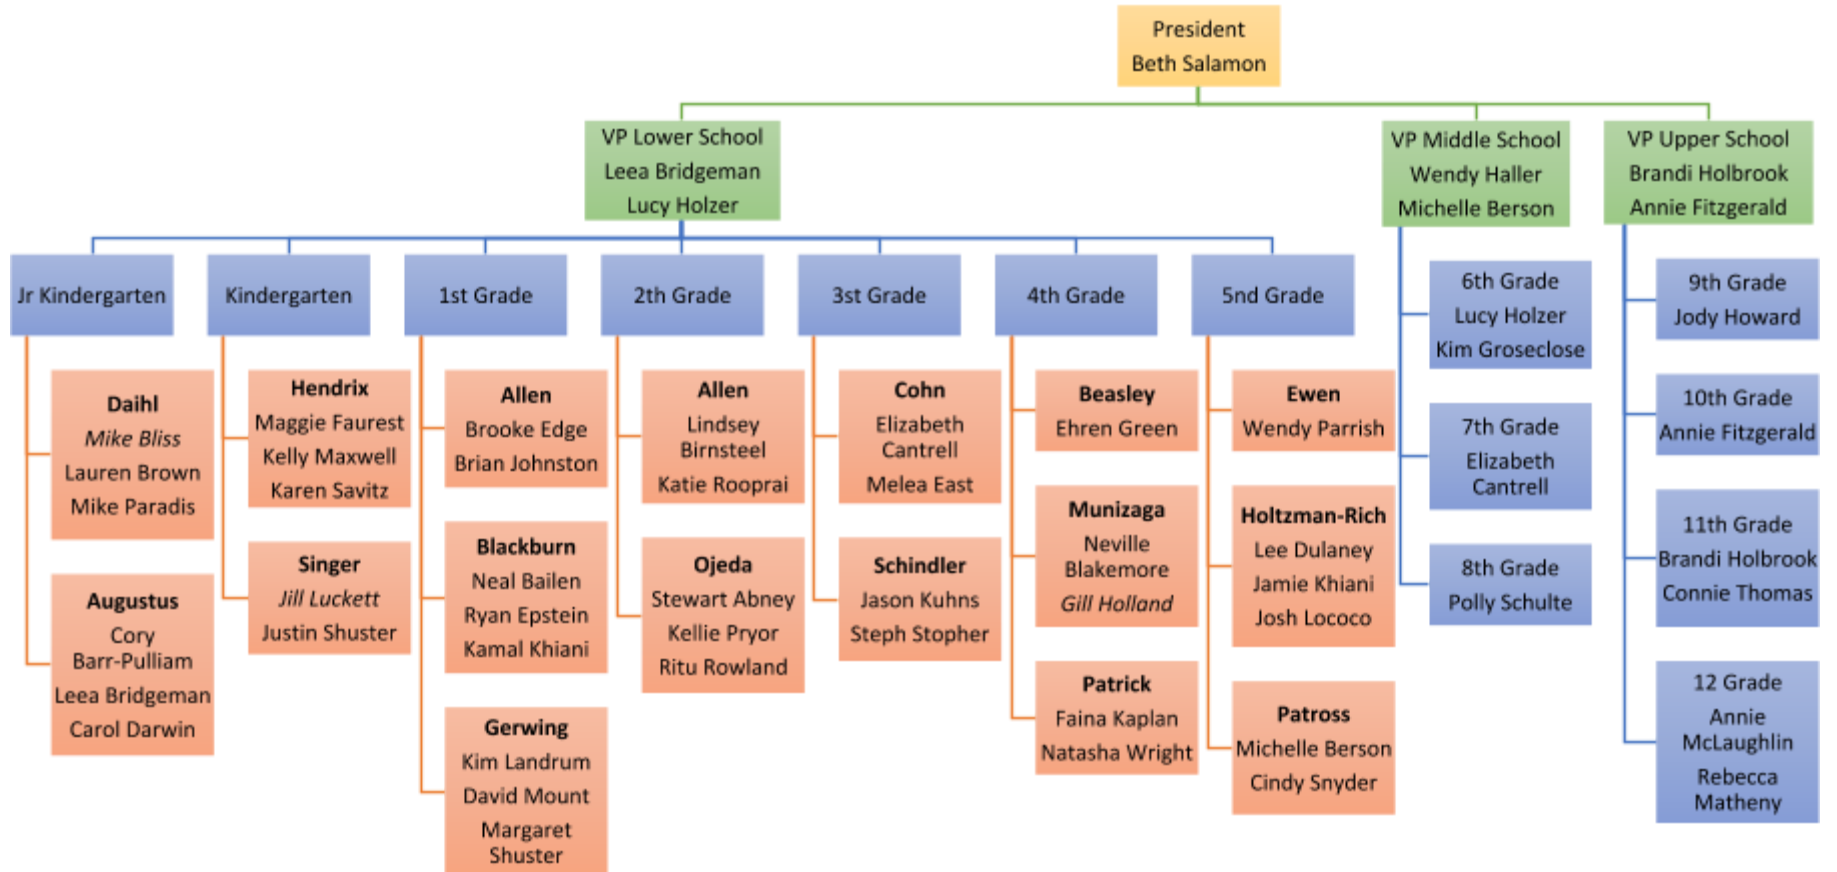 President
Beth Salamon
VP Lower School
Leea Bridgeman
Lucy Holzer
VP Middle School
Wendy Haller
Michelle Berson
VP Upper School
Brandi Holbrook
Annie Fitzgerald
Jr Kindergarten
Daihl
Mike Bliss
Lauren Brown
Mike Paradis
Augustus
Cory
Barr-Pulliam
Leea Bridgeman
Carol Darwin
Kindergarten
Hendrix
Maggie Faurest
Kelly Maxwell
Karen Savitz
Singer
Jill Luckett
Justin Shuster
1st Grade
Allen
Brooke Edge
Brian Johnston
Blackburn
Neal Bailen
Ryan Epstein
Kamal Khiani
Gerwing
Kim Landrum
David Mount
Margaret
Shuster
2th Grade
Allen
Lindsey
Birnsteel
Katie Rooprai
Ojeda
Stewart Abney
Kellie Pryor
Ritu Rowland
3st Grade
Cohn
Elizabeth
Cantrell
Melea East
Schindler
Jason Kuhns
Steph Stopher
4th Grade
Beasley
Ehren Green
Munizaga
Neville
Blakemore
Gill Holland
Patrick
Faina Kaplan
Natasha Wright
5nd Grade
Ewen
Wendy Parrish
Holtzman-Rich
Lee Dulaney
Jamie Khiani
Josh Lococo
Patross
Michelle Berson
Cindy Snyder
6th Grade
Lucy Holzer
Kim Groseclose
7th Grade
Elizabeth
Cantrell
8th Grade
Polly Schulte
9th Grade
Jody Howard
10th Grade
Annie Fitzgerald
11th Grade
Brandi Holbrook
Connie Thomas
12 Grade
Annie
McLaughlin
Rebecca
Matheny